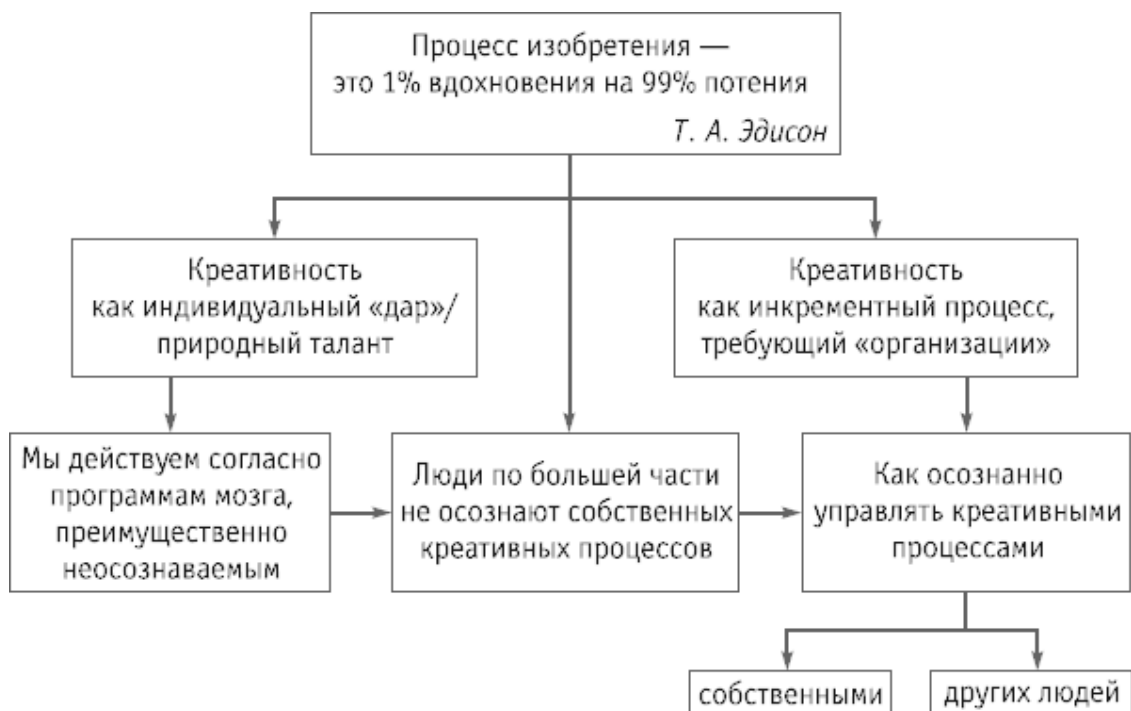 Процесс изобретения —
это 1% вдохновения на 99% потения
Т. А. Эдисон
Креативность
как индивидуальный «дар»/
природный талант
Креативность
как инкрементный процесс,
требующий «организации»
Мы действуем согласно
программам мозга,
преимущественно
неосознаваемым
Люди по большей части
не осознают собственных
креативных процессов
Как осознанно
управлять креативными
процессами
собственными
других людей